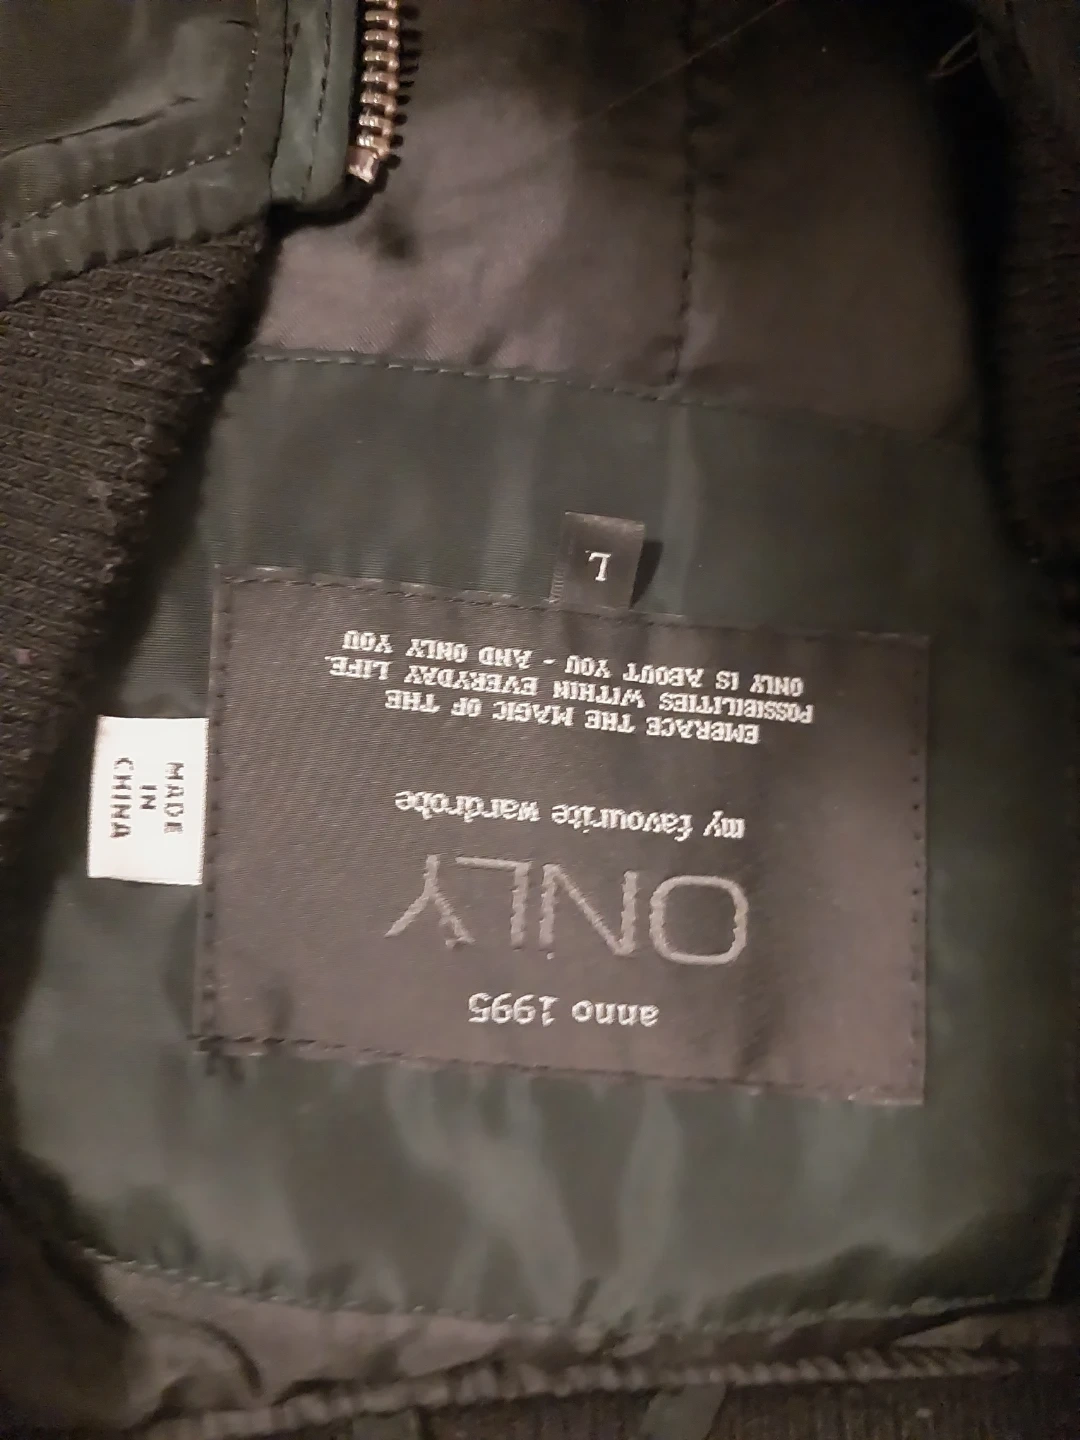 anno 1995
ONLY
my favourite wardrobe
EMBRACE THE MAGIC OF THE
POSSIBILITIES WITHIN EVERYDAY LIFE.
ONLY IS ABOUT YOU - AND ONLY YOU
L
MADE
IN
CHINA